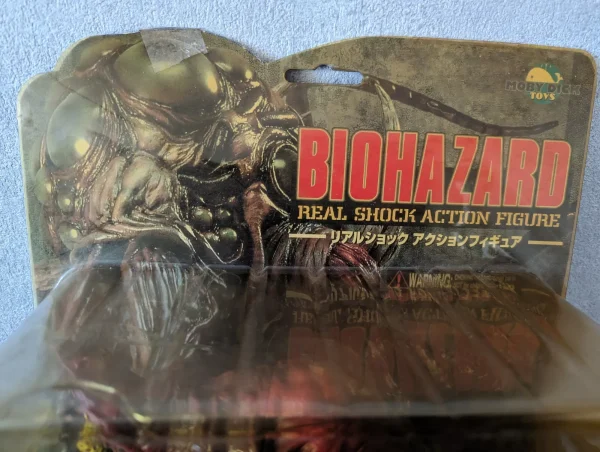 MOBY DICK
TOYS
BIOHAZARD
REAL SHOCK ACTION FIGURE
リアルショック アクションフィギュア
WARNING: